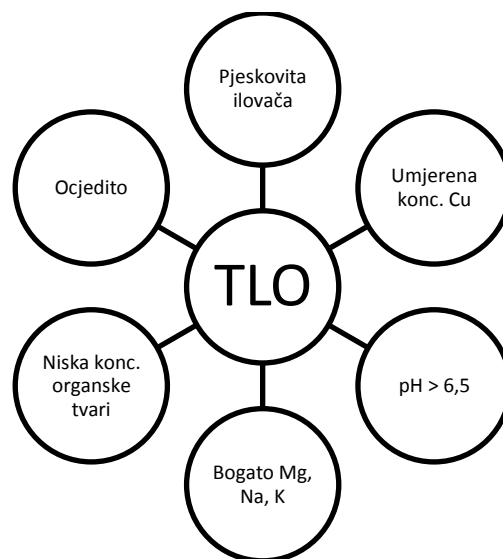 Pjeskovita
ilovača
Ocjedito
Umjerena
konc. Cu
TLO
Niska konc.
organske
tvari
pH > 6,5
Bogato Mg,
Na, K